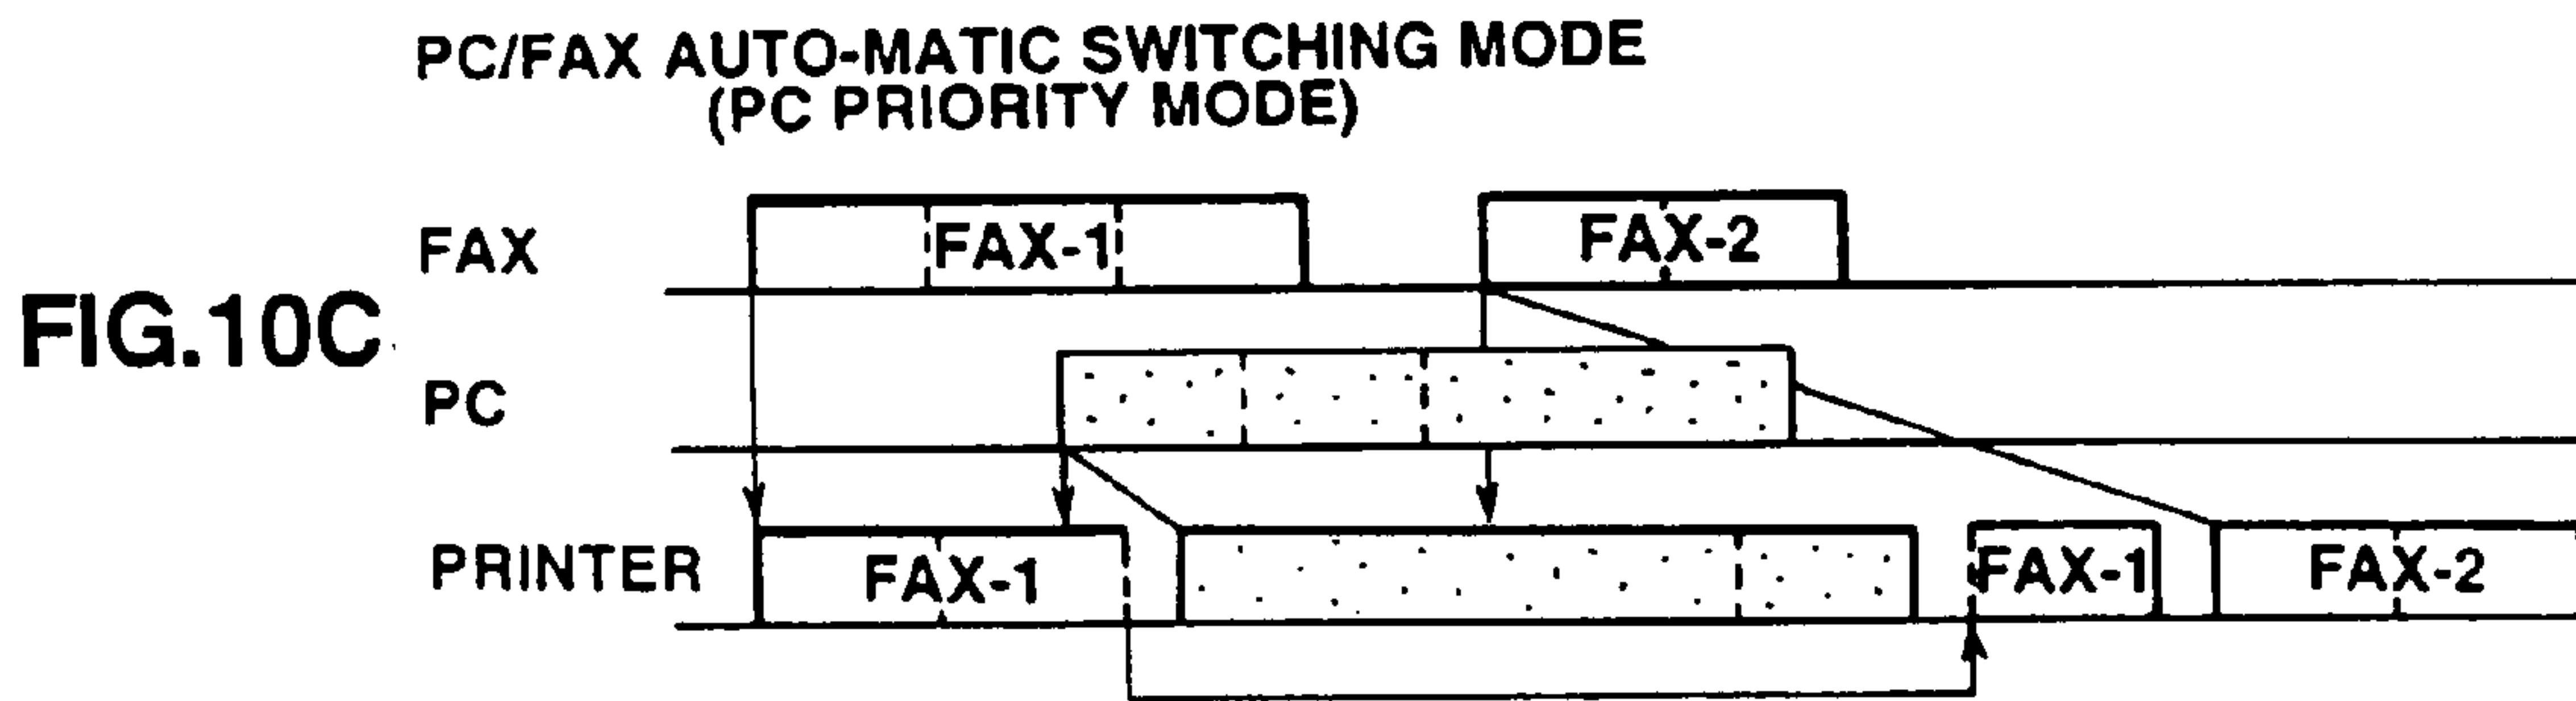 PC/FAX AUTO-MATIC SWITCHING MODE
(PC PRIORITY MODE)
FIG.10C
FAX
FAX-1
FAX-2
PC
PRINTER
FAX-1
FAX-1
FAX-2